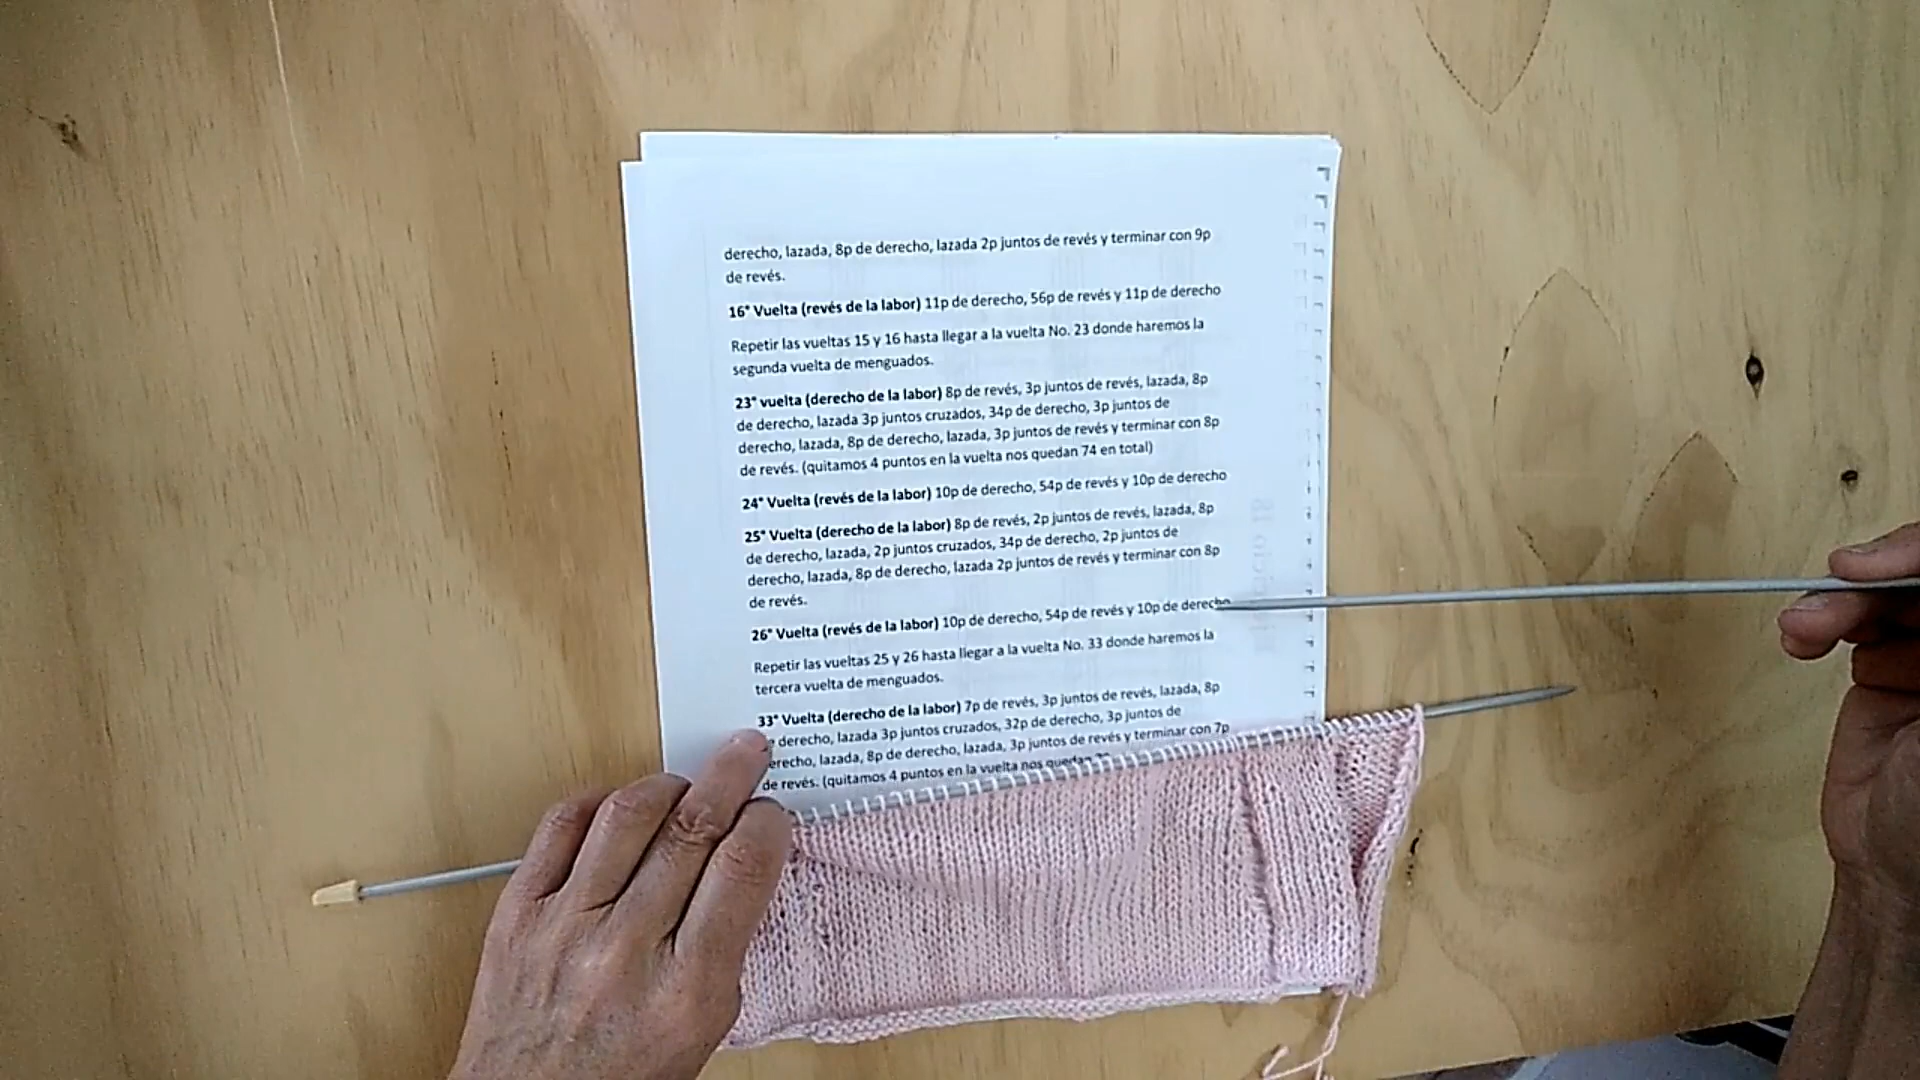 derecho, lazada, 8p de derecho, lazada 2p juntos de revés y terminar con 9p
de revés.
16° Vuelta (revés de la labor) 11p de derecho, 56p de revés y 11p de derecho
Repetir las vueltas 15 y 16 hasta llegar a la vuelta No. 23 donde haremos la
segunda vuelta de menguados.
23° vuelta (derecho de la labor) 8p de revés, 3p juntos de revés, lazada, 8p
de derecho, lazada 3p juntos cruzados, 34p de derecho, 3p juntos de
derecho, lazada, 8p de derecho, lazada, 3p juntos de revés y terminar con 8p
de revés. (quitamos 4 puntos en la vuelta nos quedan 74 en total)
24° Vuelta (revés de la labor) 10p de derecho, 54p de revés y 10p de derecho
25° Vuelta (derecho de la labor) 8p de revés, 2p juntos de revés, lazada, 8p
de derecho, lazada, 2p juntos cruzados, 34p de derecho, 2p juntos de
derecho, lazada, 8p de derecho, lazada 2p juntos de revés y terminar con 8p
de revés.
26° Vuelta (revés de la labor) 10p de derecho, 54p de revés y 10p de derecho
Repetir las vueltas 25 y 26 hasta llegar a la vuelta No. 33 donde haremos la
tercera vuelta de menguados.
33° Vuelta (derecho de la labor) 7p de revés, 3p juntos de revés, lazada, 8p
derecho, lazada 3p juntos cruzados, 32p de derecho, 3p juntos de
erecho, lazada, 8p de derecho, lazada, 3p juntos de revés y terminar con 7p
de revés. (quitamos 4 puntos en la vuelta nos quedan